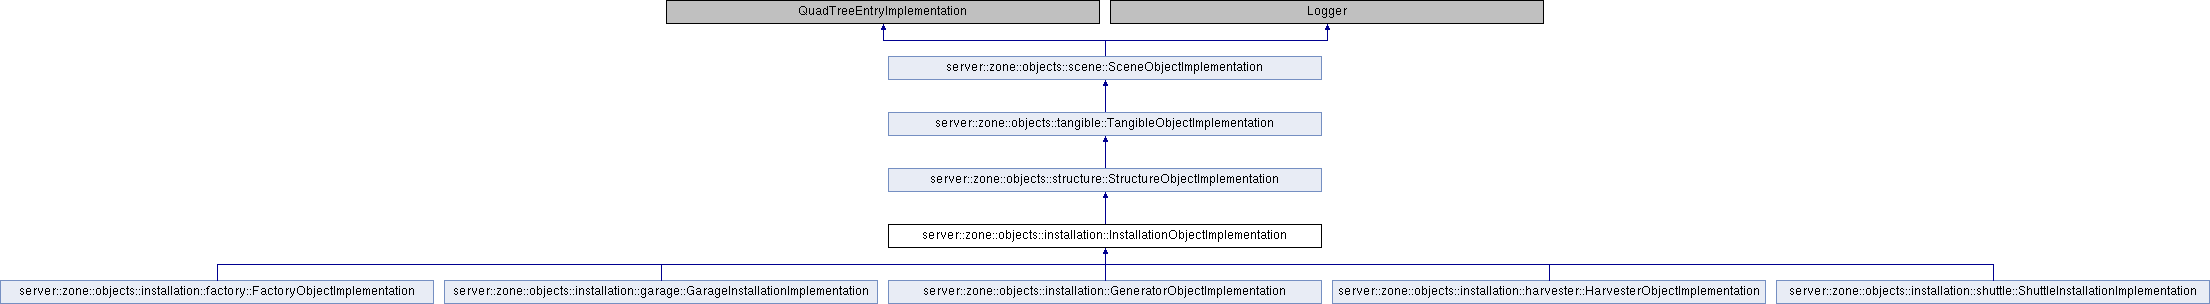 QuadTreeEntryImplementation
Logger
server::zone::objects::scene::SceneObjectImplementation
server::zone::objects::tangible::TangibleObjectImplementation
server::zone::objects::structure::StructureObjectImplementation
server::zone::objects::installation::InstallationObjectImplementation
server::zone::objects::installation::factory::FactoryObjectImplementation
server::zone::objects::installation::garage::GarageInstallationImplementation
server::zone::objects::installation::GeneratorObjectImplementation
server::zone::objects::installation::harvester::HarvesterObjectImplementation
server::zone::objects::installation::shuttle::ShuttleInstallationImplementation